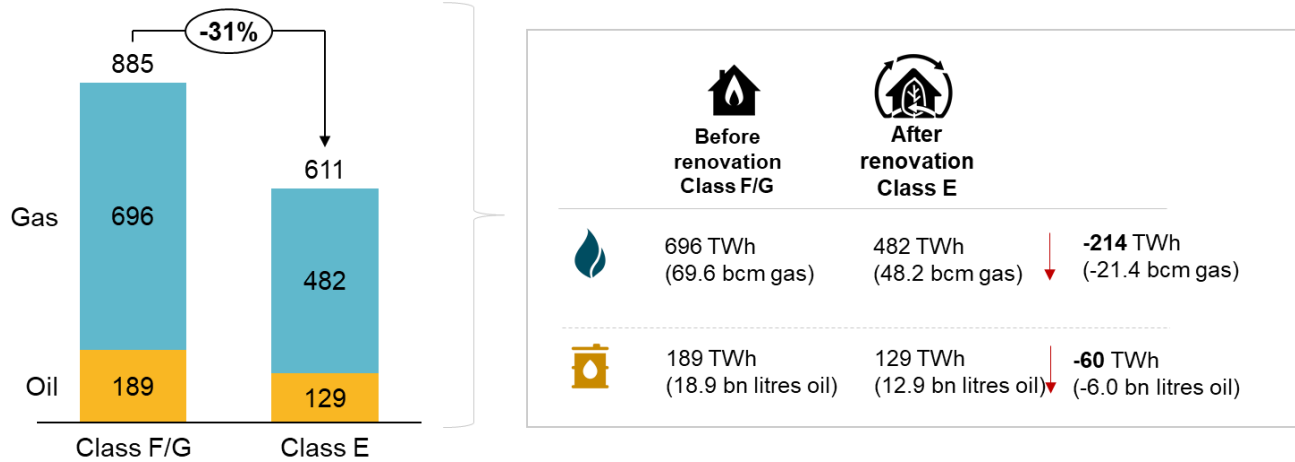 -31%
885
611
Gas
696
482
Oil
189
129
Class F/G
Class E
Before
renovation
Class F/G
After
renovation
Class E
696 TWh
(69.6 bcm gas)
482 TWh
(48.2 bcm gas)
-214 TWh
(-21.4 bcm gas)
189 TWh
(18.9 bn litres oil)
129 TWh
(12.9 bn litres oil)
-60 TWh
(-6.0 bn litres oil)